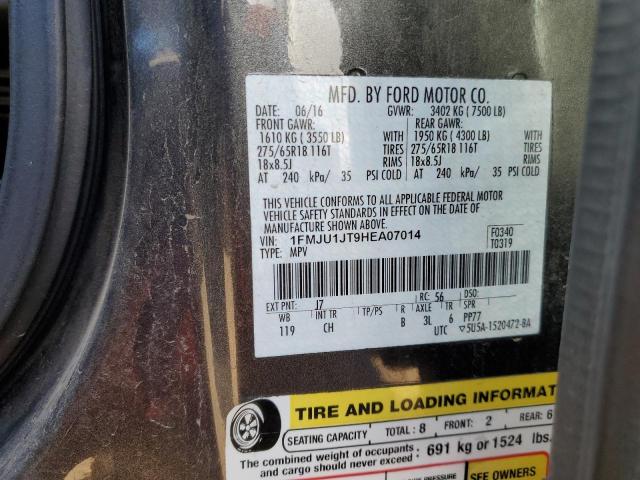 MFD. BY FORD MOTOR CO.
DATE: 06/16 GVWR: 3402 KG ( 7500 LB)
FRONT GAWR: REAR GAWR:
1610 KG ( 3550 LB) WITH 1950 KG ( 4300 LB) WITH
275/65R18 116T TIRES 275/65R18 116T TIRES
18x8.5J RIMS 18x8.5J RIMS
AT 240 kPa/ 35 PSI COLD AT 240 kPa/ 35 PSI COLD
THIS VEHICLE CONFORMS TO ALL APPLICABLE FEDERAL MOTOR
VEHICLE SAFETY STANDARDS IN EFFECT ON THE DATE OF
MANUFACTURE SHOWN ABOVE.
VIN: 1FMJU1JT9HEA07014 F0340
TYPE: MPV T0319
EXT PNT: J7 RC: 56 DSO:
WB INT TR TP/PS R AXLE TR SPR
119 CH B 3L 6 PP77
UTC ▽5U5A-1520472-BA
TIRE AND LOADING INFORMAT
SEATING CAPACITY TOTAL: 8 FRONT: 2 REAR: 6
The combined weight of occupants
and cargo should never exceed : 691 kg or 1524 lbs.
PRESSURE SEE OWNERS